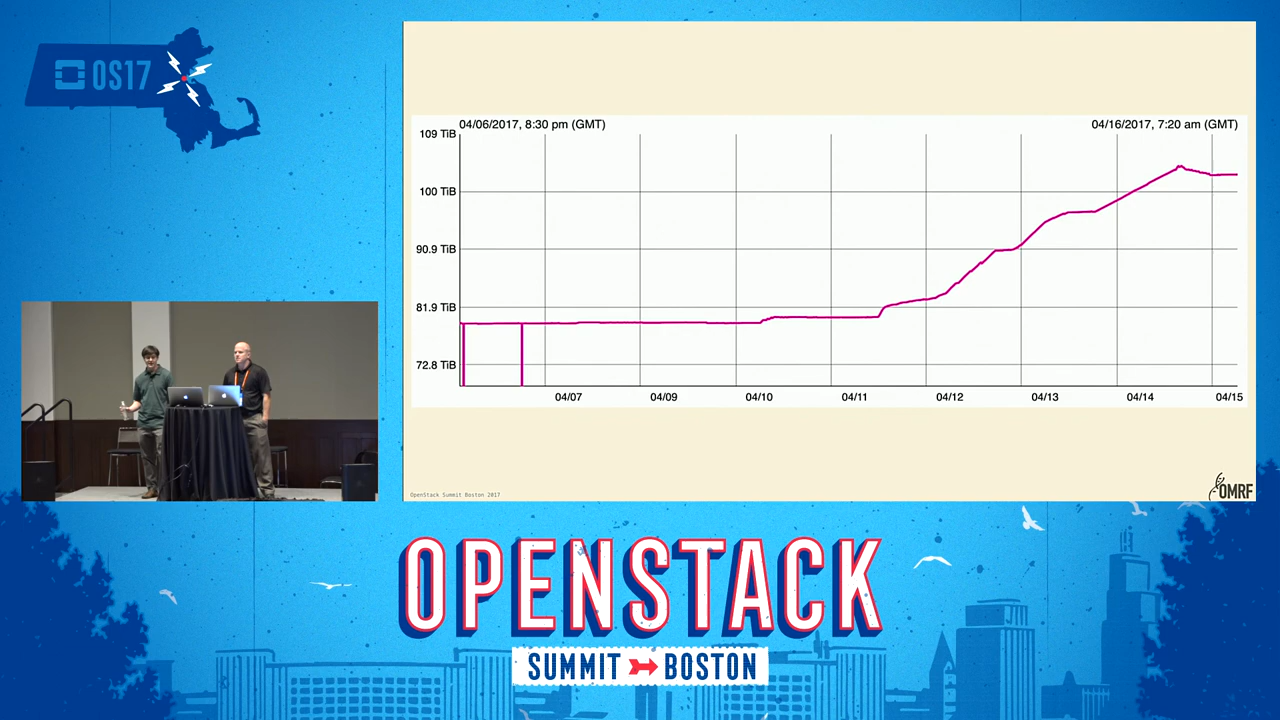 OS17
04/06/2017, 8:30 pm (GMT)
04/16/2017, 7:20 am (GMT)
109 TiB
100 TiB
90.9 TiB
81.9 TiB
72.8 TiB
04/07
04/09
04/10
04/11
04/12
04/13
04/14
04/15
OpenStack Summit Boston 2017
OMRF
OPENSTACK
SUMMIT BOSTON